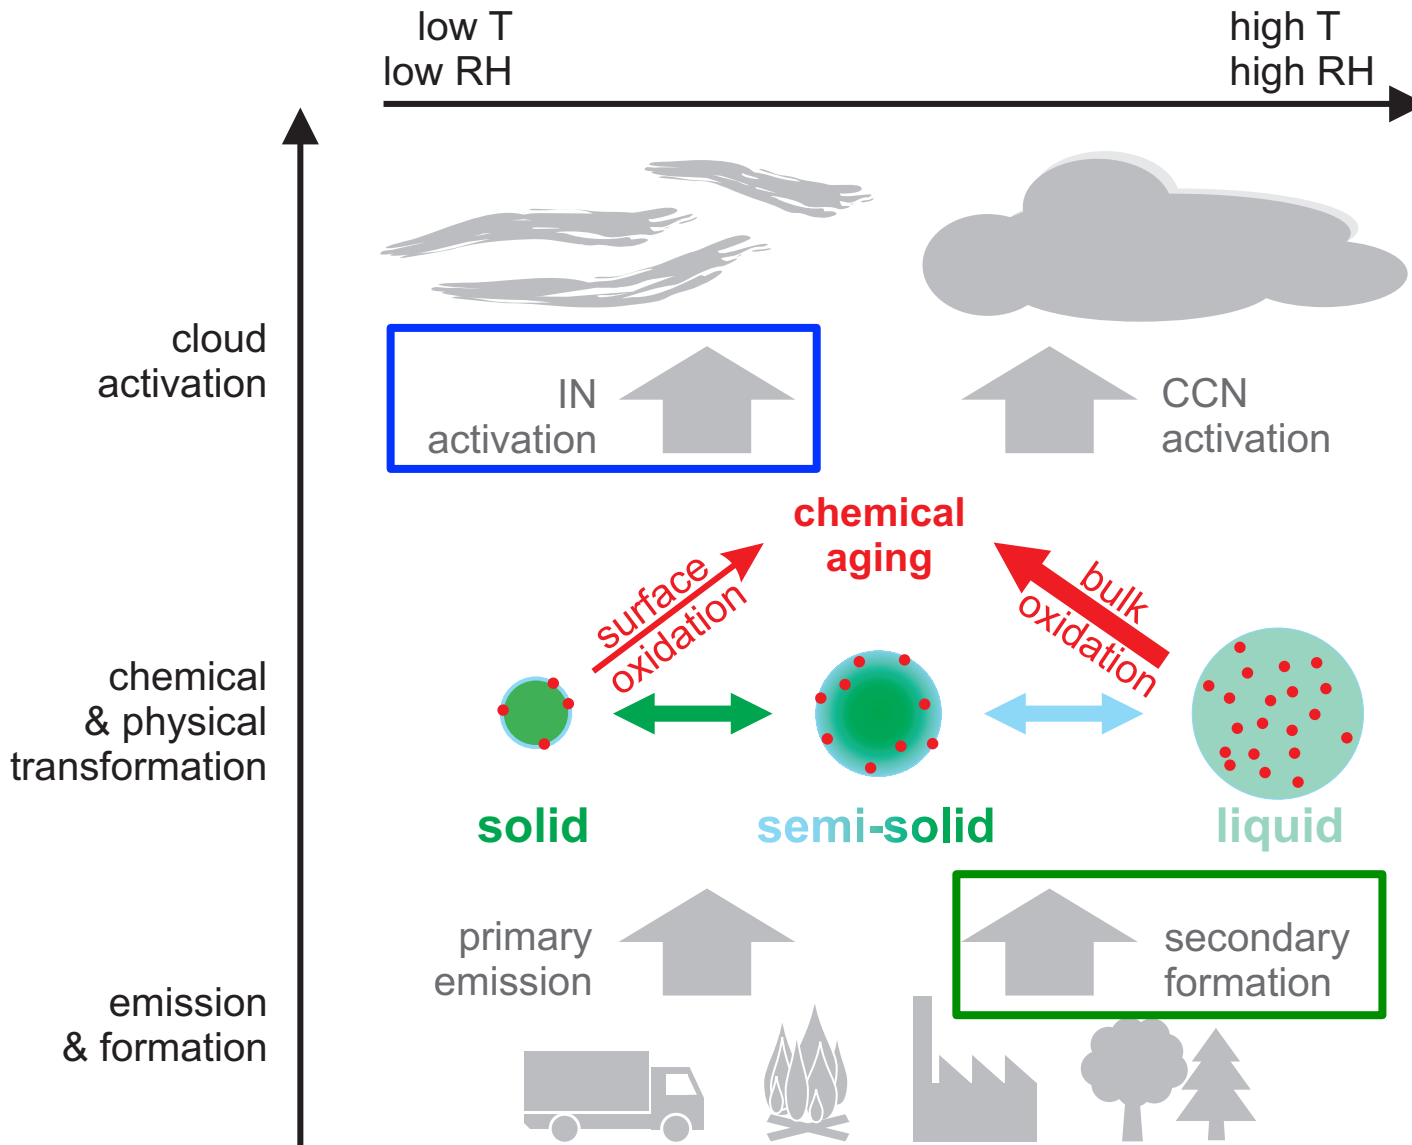 low T
low RH
high T
high RH
cloud
activation
IN
activation
CCN
activation
chemical
aging
surface
oxidation
bulk
oxidation
chemical
& physical
transformation
solid
semi-solid
liquid
primary
emission
secondary
formation
emission
& formation